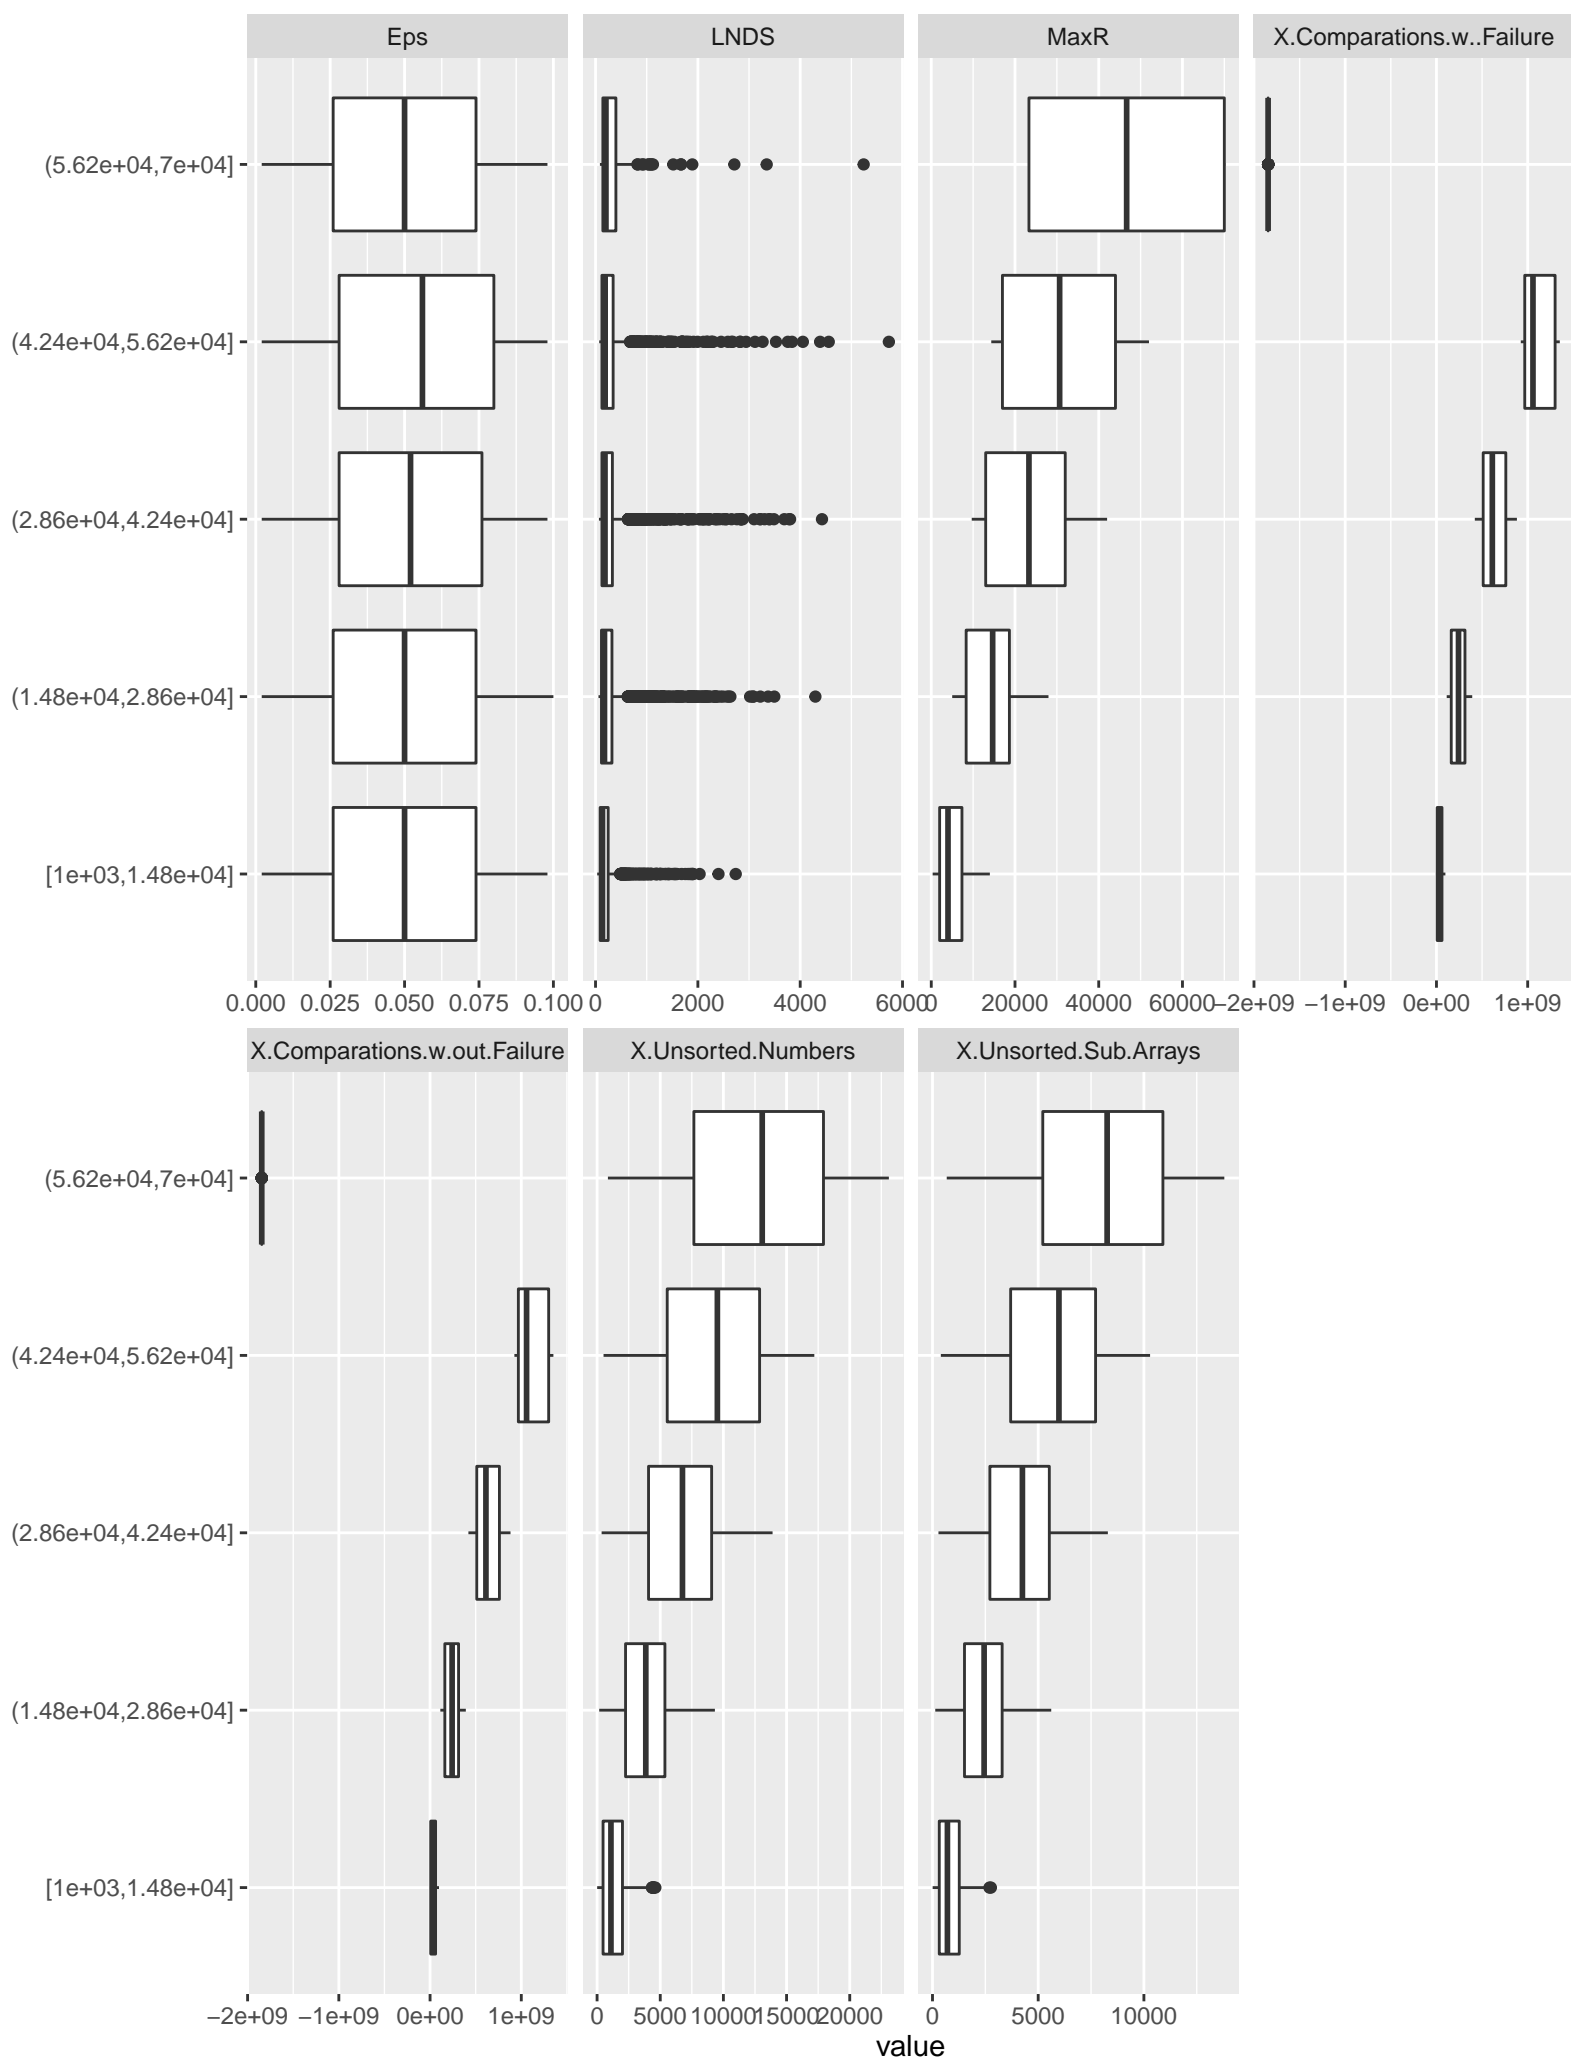 Eps LNDS MaxR X.Comparations.w..Failure
(5.62e+04,7e+04]
(4.24e+04,5.62e+04]
(2.86e+04,4.24e+04]
(1.48e+04,2.86e+04]
[1e+03,1.48e+04]
0.000 0.025 0.050 0.075 0.100 0 2000 4000 6000 0 20000 40000 60000 −2e+09 −1e+09 0e+00 1e+09
X.Comparations.w.out.Failure X.Unsorted.Numbers X.Unsorted.Sub.Arrays
(5.62e+04,7e+04]
(4.24e+04,5.62e+04]
(2.86e+04,4.24e+04]
(1.48e+04,2.86e+04]
[1e+03,1.48e+04]
−2e+09 −1e+09 0e+00 1e+09 0 5000 10000 15000 20000 0 5000 10000
value